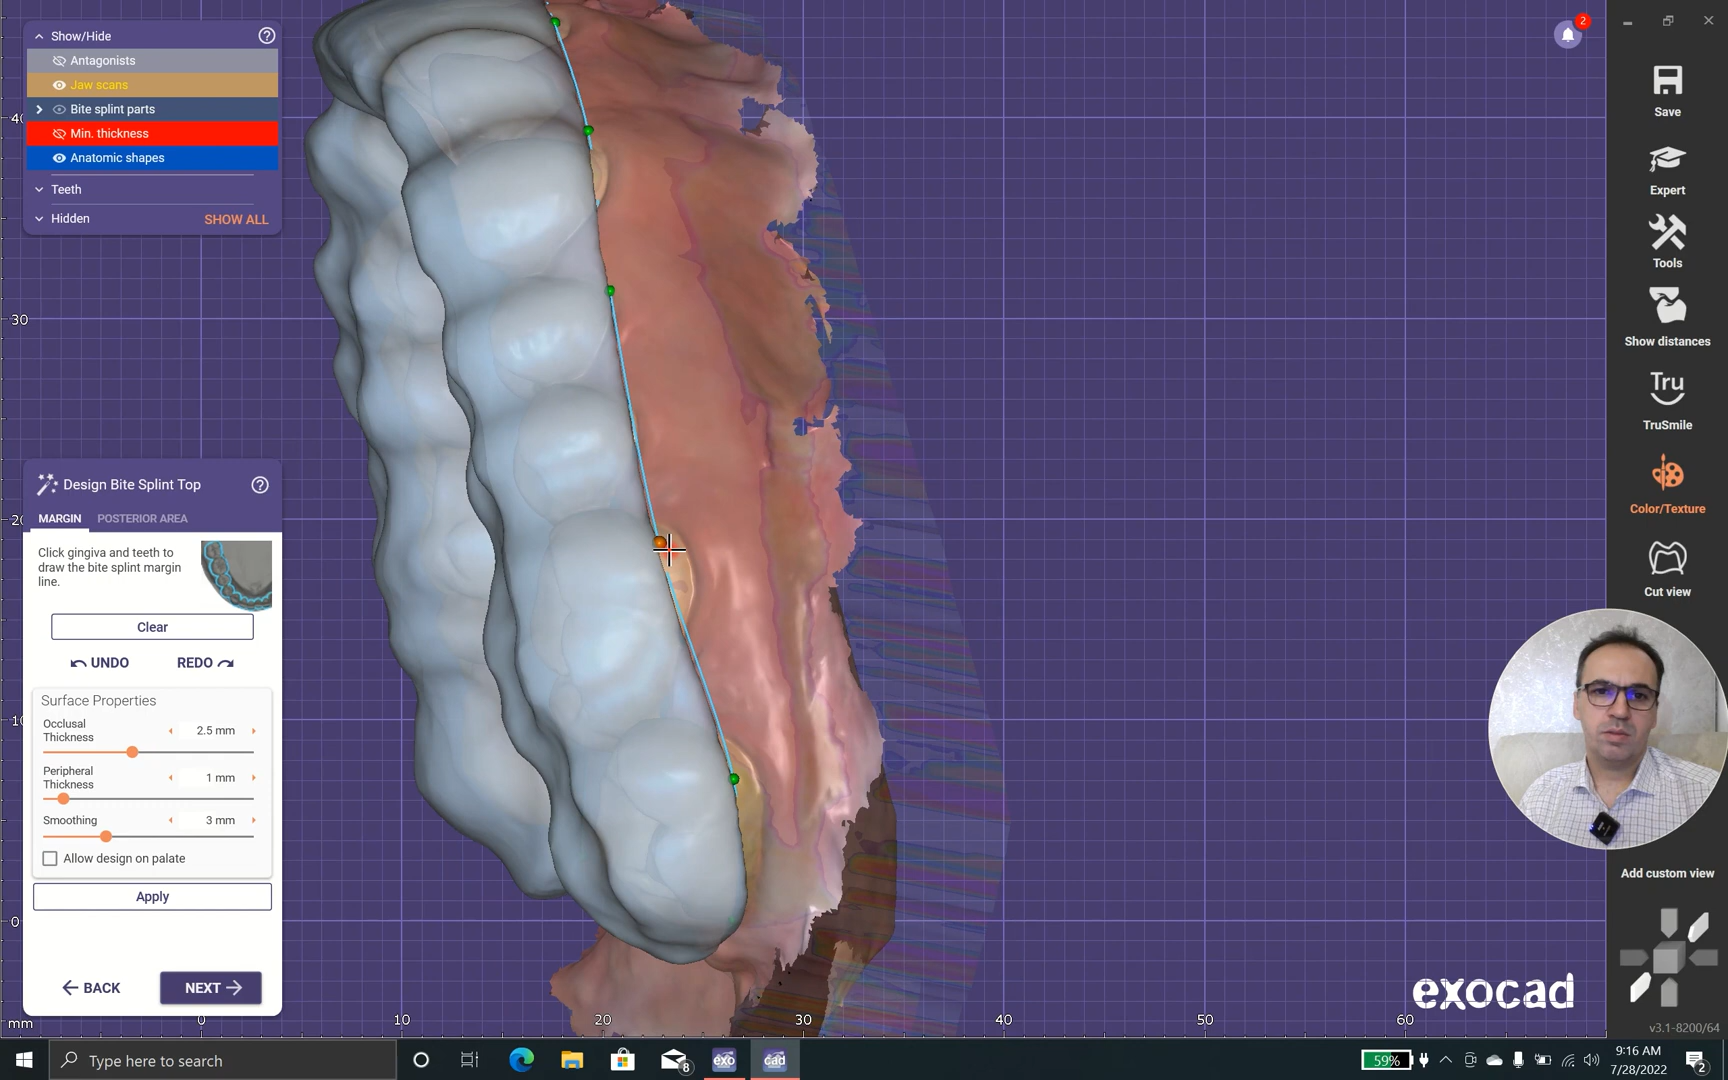 Show/Hide
Antagonists
Jaw scans
Bite splint parts
Min. thickness
Anatomic shapes
Teeth
Hidden
SHOW ALL
Design Bite Splint Top
MARGIN
POSTERIOR AREA
Click gingiva and teeth to
draw the bite splint margin
line.
Clear
UNDO
REDO
Surface Properties
Occlusal
Thickness
2.5 mm
Peripheral
Thickness
1 mm
Smoothing
3 mm
Allow design on palate
Apply
BACK
NEXT
30
0
mm
0
10
20
30
40
50
60
2
Save
Expert
Tools
Show distances
Tru
TruSmile
Color/Texture
Cut view
Add custom view
exocad
v3.1-8200/64
Type here to search
8
exo
cad
59%
9:16 AM
7/28/2022
2